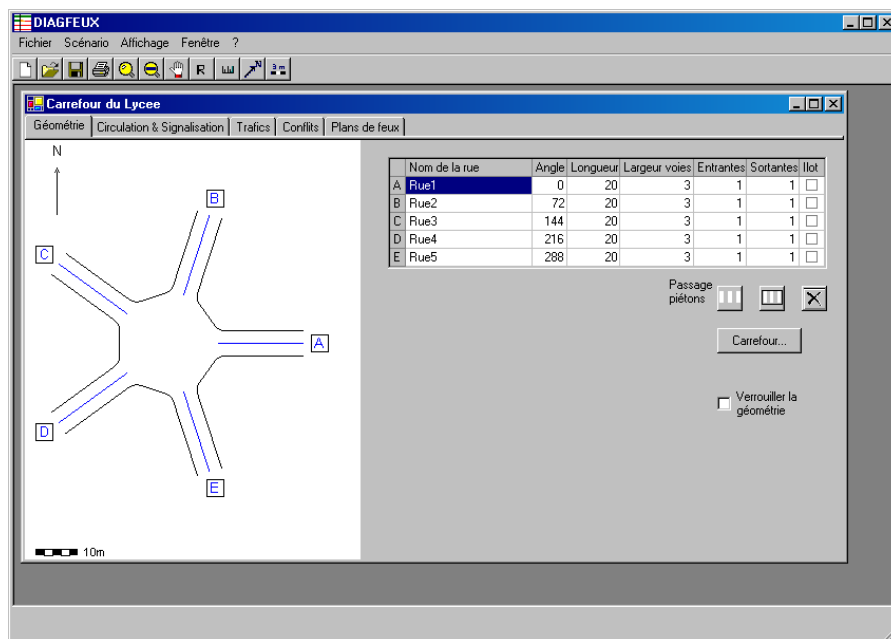 DIAGFEUX
Fichier Scénario Affichage Fenêtre ?
R N 3 m
Carrefour du Lycee
Géométrie Circulation & Signalisation Trafics Conflits Plans de feux
N
B
C
A
D
E
10m
Nom de la rue Angle Longueur Largeur voies Entrantes Sortantes Ilot
A Rue1 0 20 3 1 1
B Rue2 72 20 3 1 1
C Rue3 144 20 3 1 1
D Rue4 216 20 3 1 1
E Rue5 288 20 3 1 1
Passage
piétons
Carrefour...
Verrouiller la
géométrie